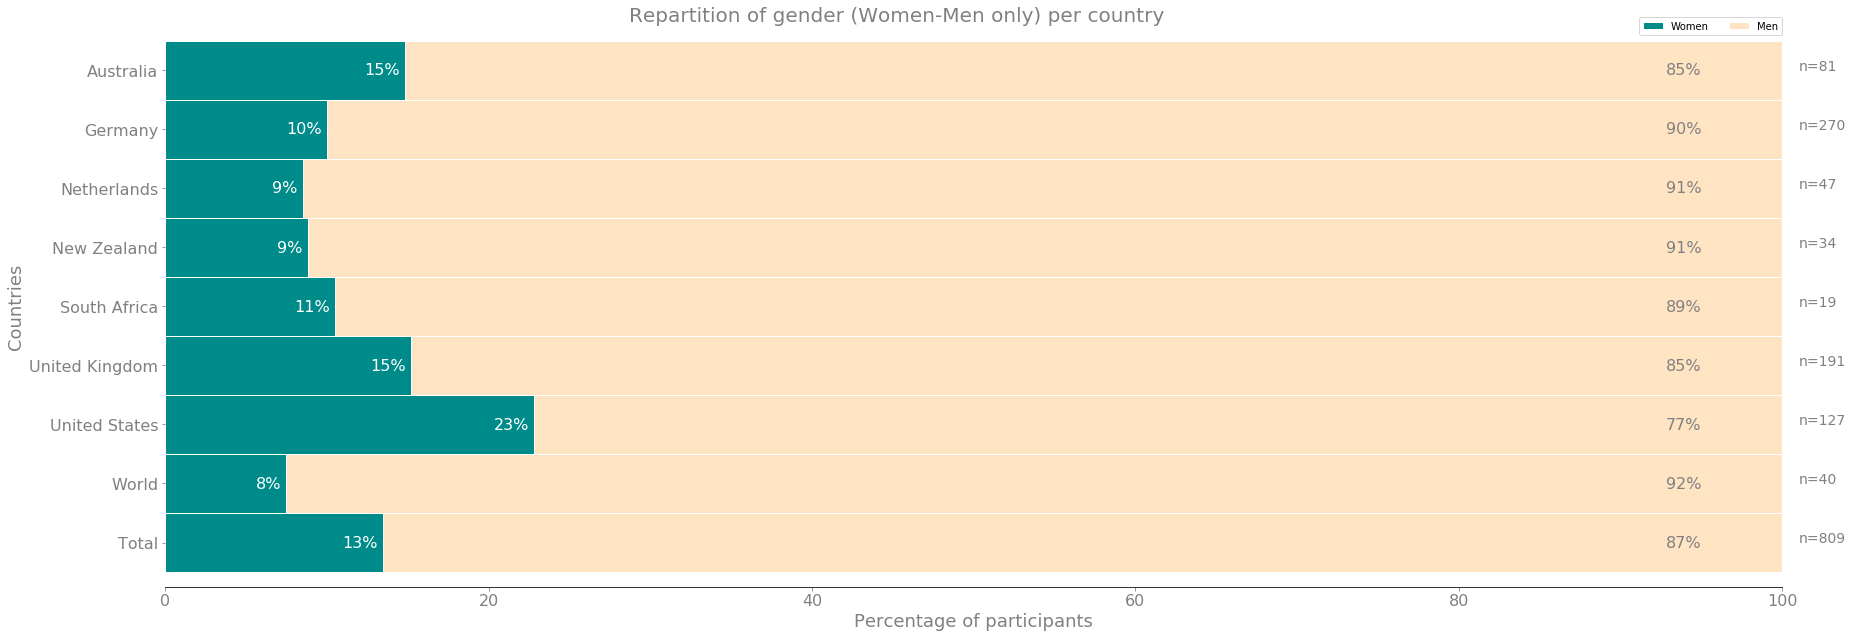 Repartition of gender (Women-Men only) per country
Women Men
Australia 15% 85% n=81
Germany 10% 90% n=270
Netherlands 9% 91% n=47
New Zealand 9% 91% n=34
South Africa 11% 89% n=19
United Kingdom 15% 85% n=191
United States 23% 77% n=127
World 8% 92% n=40
Total 13% 87% n=809
Countries
0 20 40 60 80 100
Percentage of participants